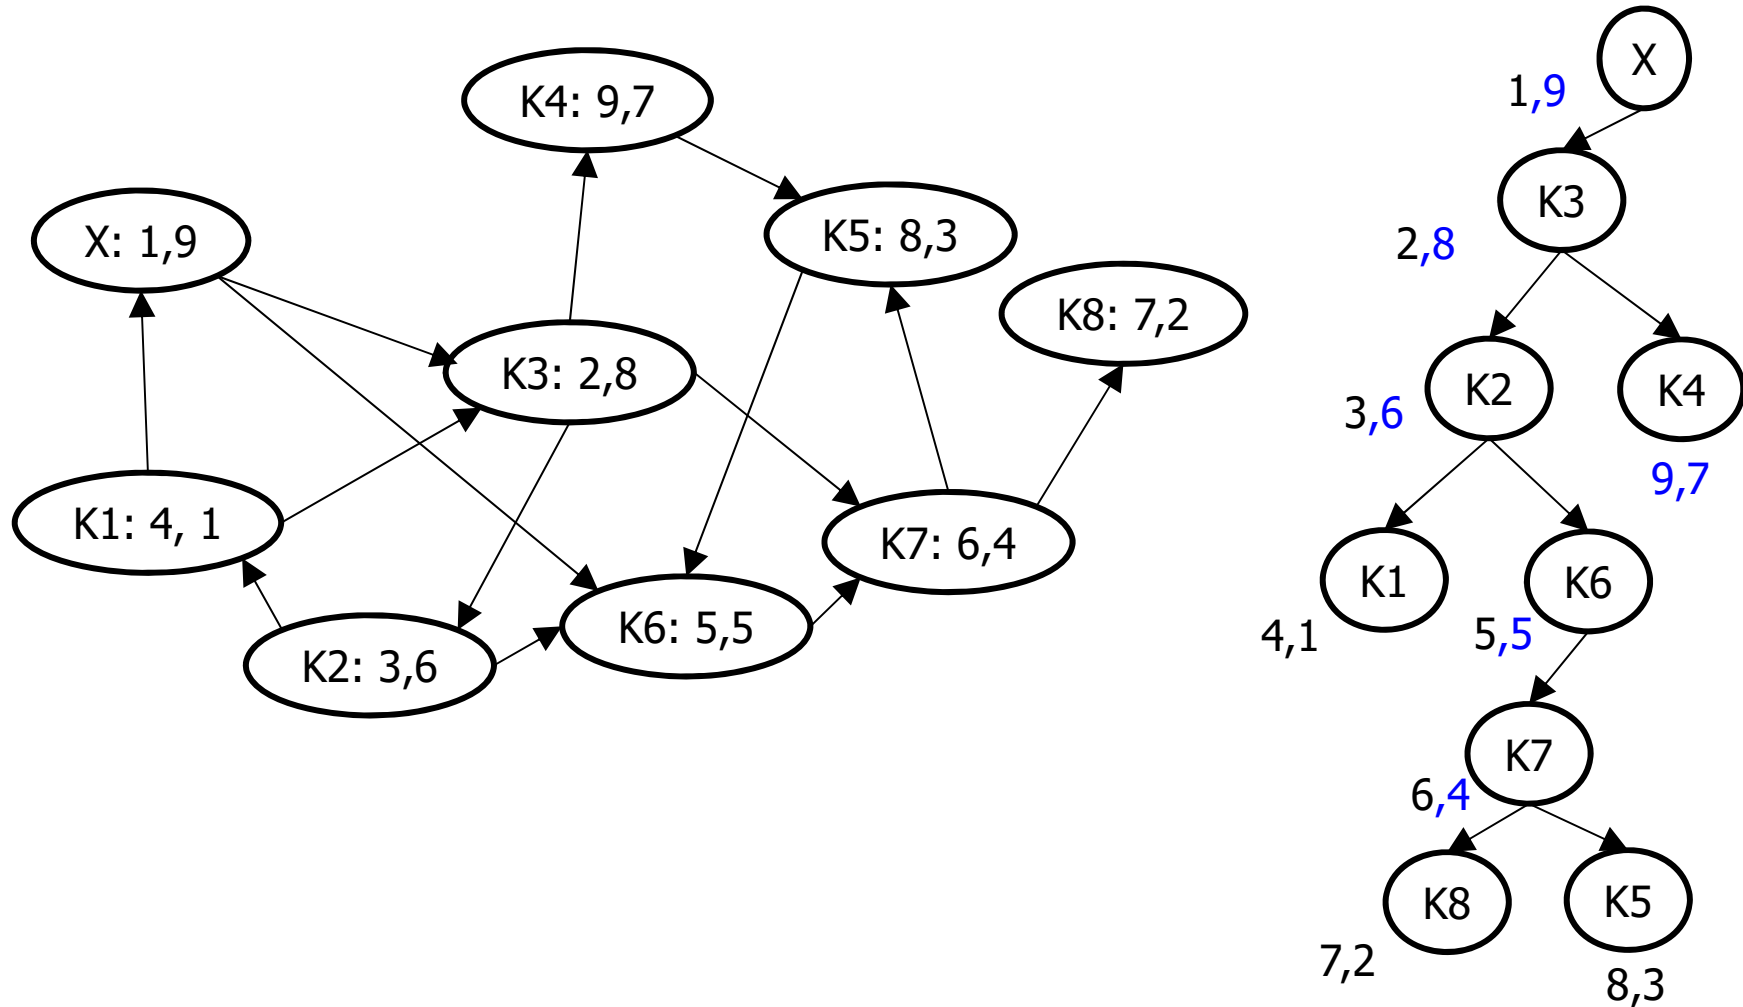 K4: 9,7
X: 1,9
K5: 8,3
K8: 7,2
K3: 2,8
K1: 4, 1
K7: 6,4
K6: 5,5
K2: 3,6
X
1,9
K3
2,8
K2
K4
3,6
9,7
K1
K6
4,1
5,5
K7
6,4
K8
K5
7,2
8,3